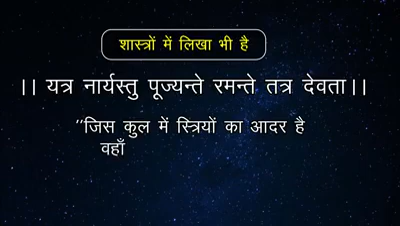 शास्त्रों में लिखा भी है
।। यत्र नार्यस्तु पूज्यन्ते रमन्ते तत्र देवता।।
"जिस कुल में स्त्रियों का आदर है
वहाँ